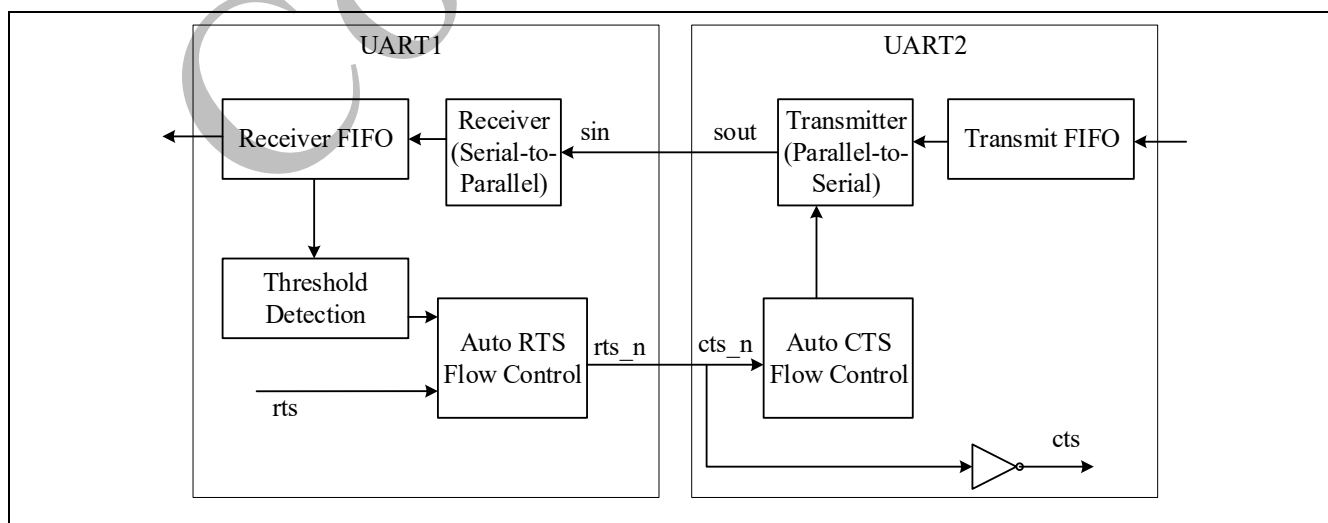 UART1
UART2
Receiver FIFO
Receiver
(Serial-to-
Parallel)
sin
sout
Transmitter
(Parallel-to-
Serial)
Transmit FIFO
Threshold
Detection
Auto RTS
Flow Control
rts_n
cts_n
Auto CTS
Flow Control
rts
cts